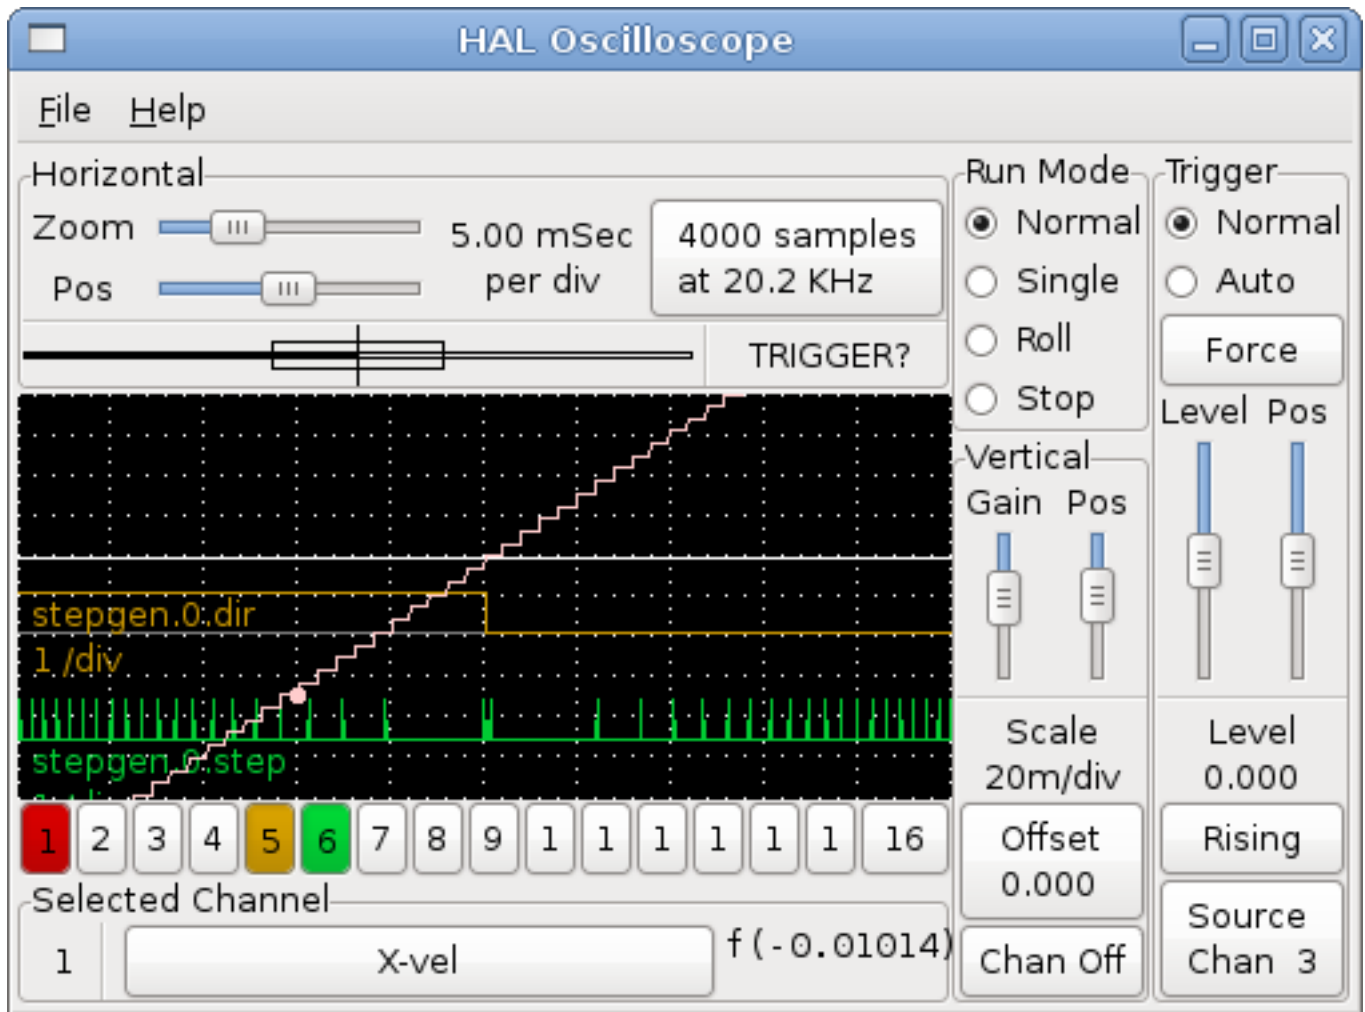 HAL Oscilloscope
File Help
Horizontal
Zoom
Pos
5.00 mSec
per div
4000 samples
at 20.2 KHz
TRIGGER?
Run Mode
Normal
Single
Roll
Stop
Trigger
Normal
Auto
Force
Level Pos
Vertical
Gain Pos
Scale
20m/div
Offset
0.000
Chan Off
Level
0.000
Rising
Source
Chan 3
stepgen.0.dir
1 /div
stepgen.0.step
1 2 3 4 5 6 7 8 9 1 1 1 1 1 1 16
Selected Channel
1
X-vel
f(-0.01014)